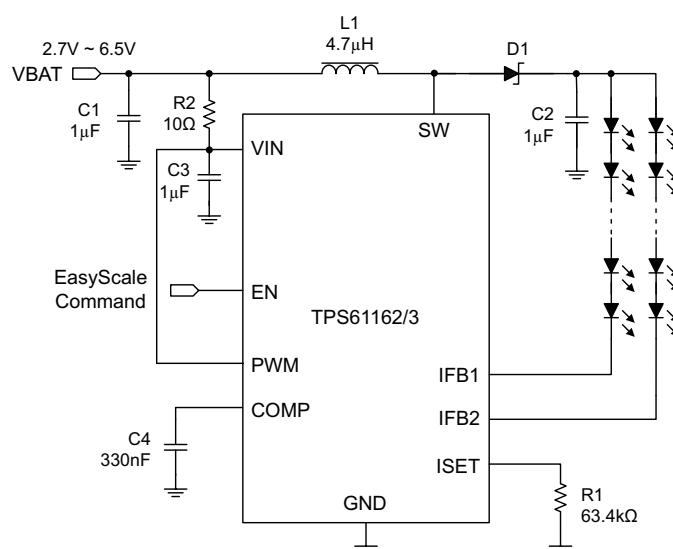 L1
4.7μH
2.7V ~ 6.5V
VBAT
D1
C1
1μF
R2
10Ω
C2
1μF
SW
VIN
C3
1μF
EasyScale
Command
EN
TPS61162/3
PWM
IFB1
COMP
IFB2
C4
330nF
ISET
R1
63.4kΩ
GND